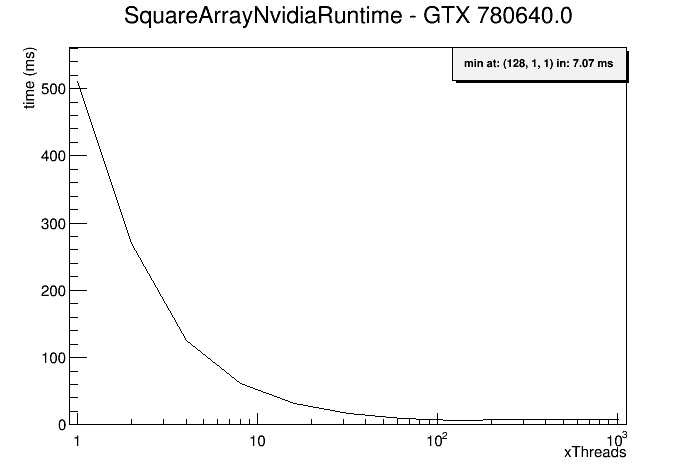 SquareArrayNvidiaRuntime - GTX 780640.0
min at: (128, 1, 1) in: 7.07 ms
time (ms)
500
400
300
200
100
0
1 10 10² 10³
xThreads